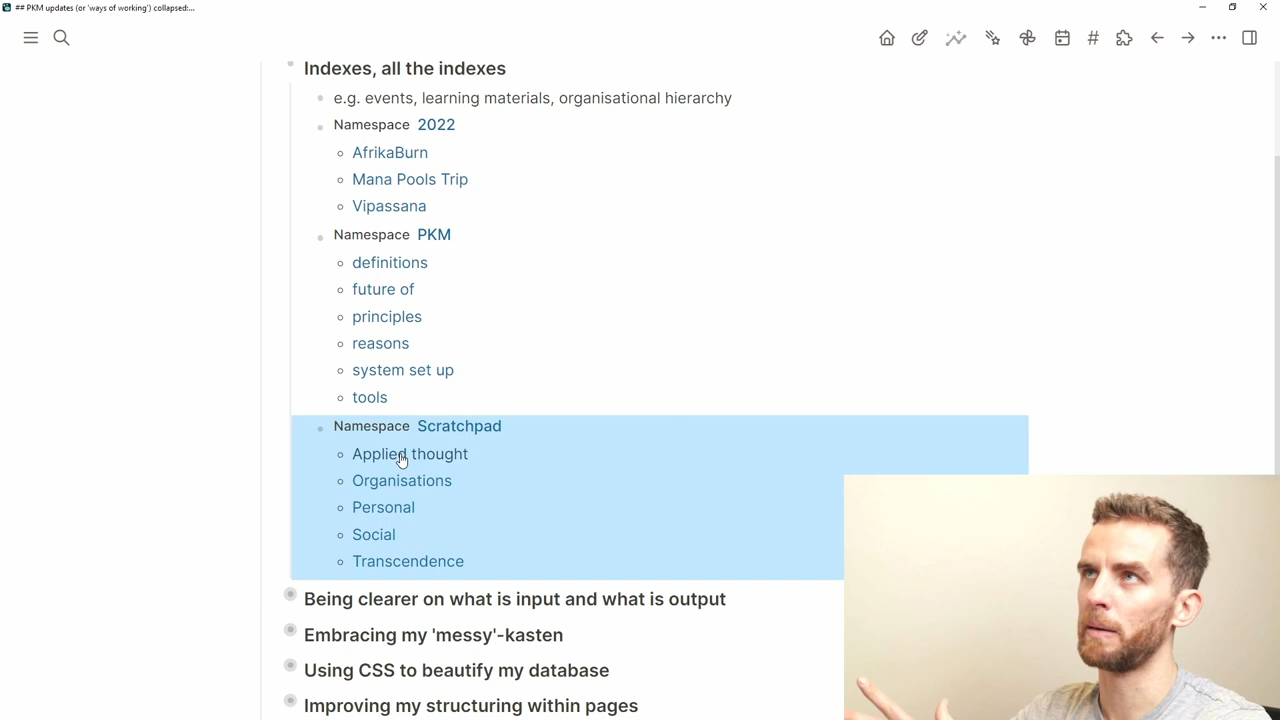 ## PKM updates (or 'ways of working') collapsed:...
Indexes, all the indexes
e.g. events, learning materials, organisational hierarchy
Namespace 2022
AfrikaBurn
Mana Pools Trip
Vipassana
Namespace PKM
definitions
future of
principles
reasons
system set up
tools
Namespace Scratchpad
Applied thought
Organisations
Personal
Social
Transcendence
Being clearer on what is input and what is output
Embracing my 'messy'-kasten
Using CSS to beautify my database
Improving my structuring within pages